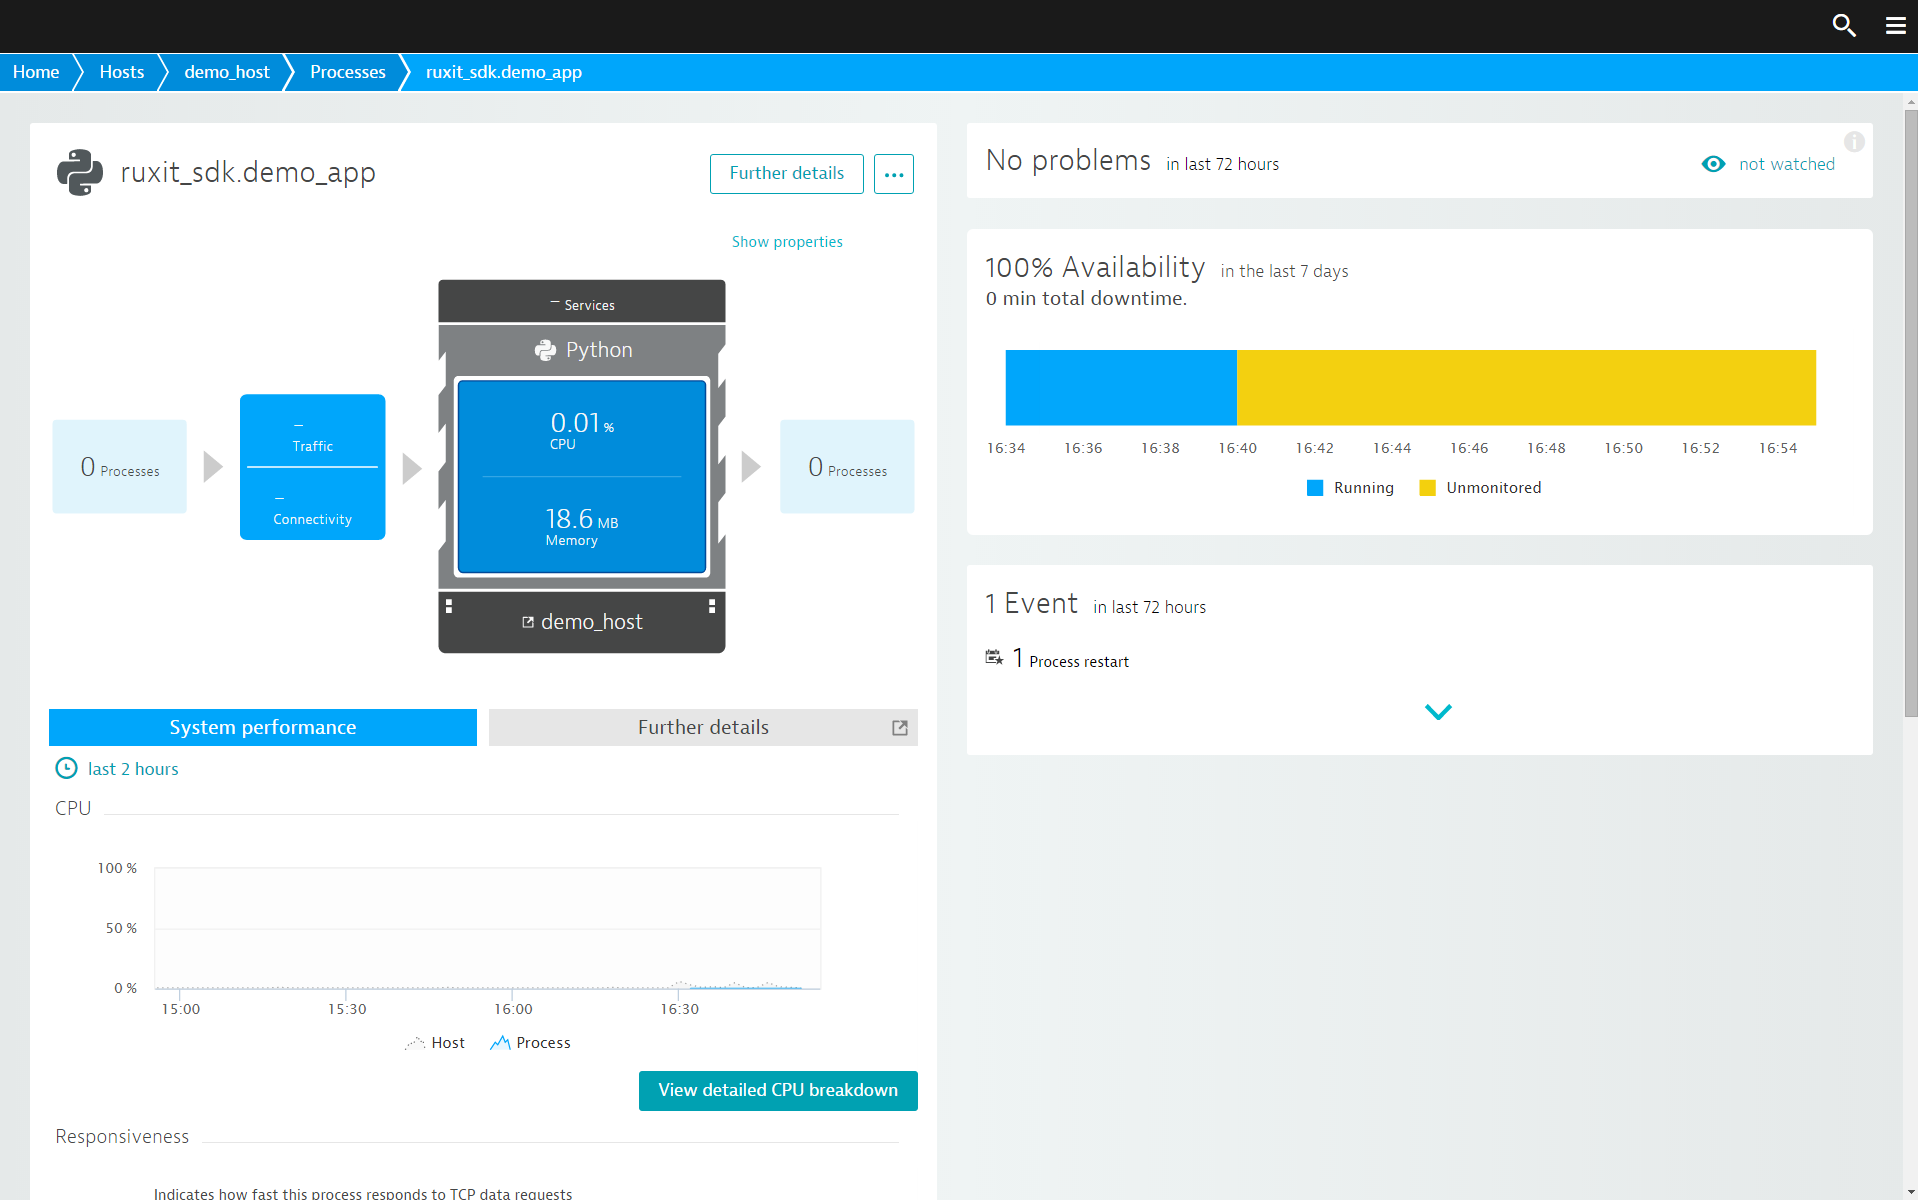 Home Hosts demo_host Processes ruxit_sdk.demo_app
ruxit_sdk.demo_app
Further details ...
Show properties
– Services
Python
0.01 %
CPU
18.6 MB
Memory
demo_host
0 Processes
– Traffic
– Connectivity
0 Processes
System performance Further details
last 2 hours
CPU
100 %
50 %
0 %
15:00 15:30 16:00 16:30
Host Process
View detailed CPU breakdown
Responsiveness
Indicates how fast this process responds to TCP data requests
No problems in last 72 hours not watched
100% Availability in the last 7 days
0 min total downtime.
16:34 16:36 16:38 16:40 16:42 16:44 16:46 16:48 16:50 16:52 16:54
Running Unmonitored
1 Event in last 72 hours
1 Process restart